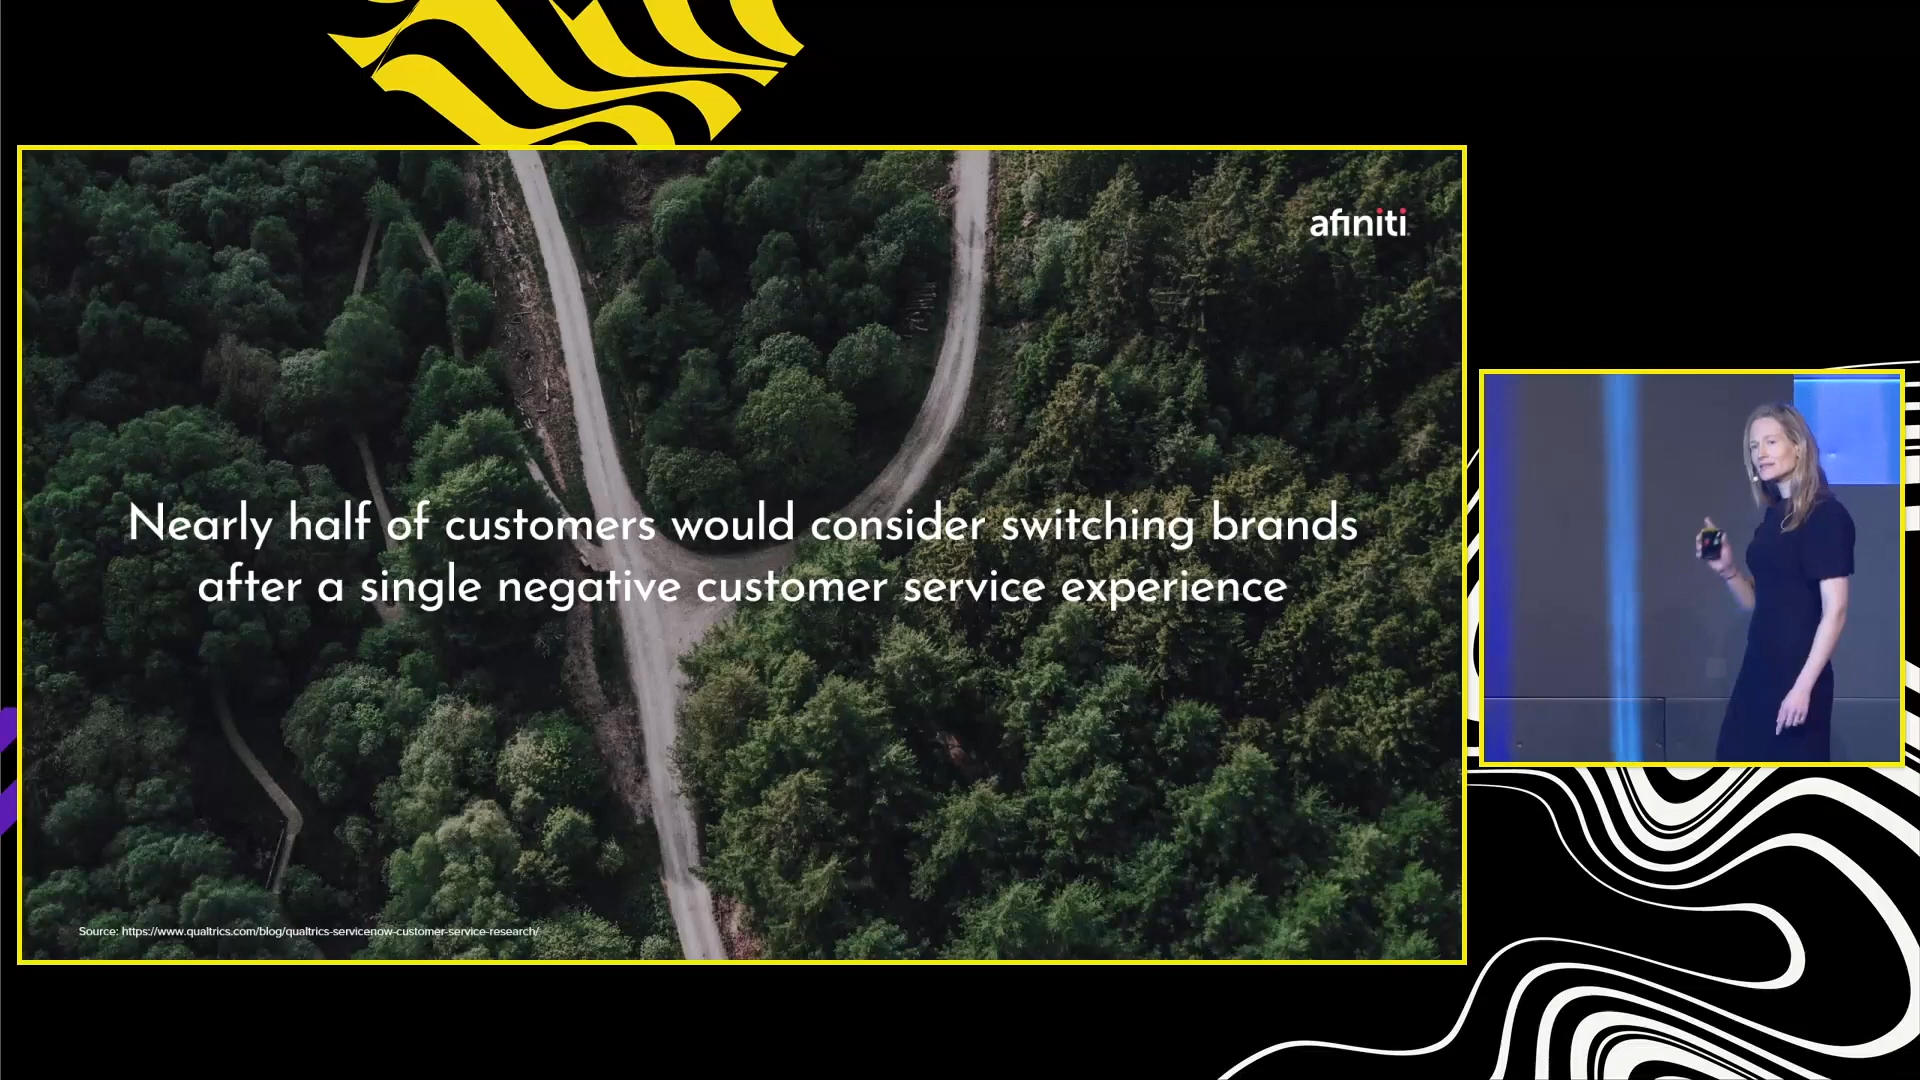 afiniti
Nearly half of customers would consider switching brands
after a single negative customer service experience
Source: https://www.qualtrics.com/blog/qualtrics-servicenow-customer-service-research/